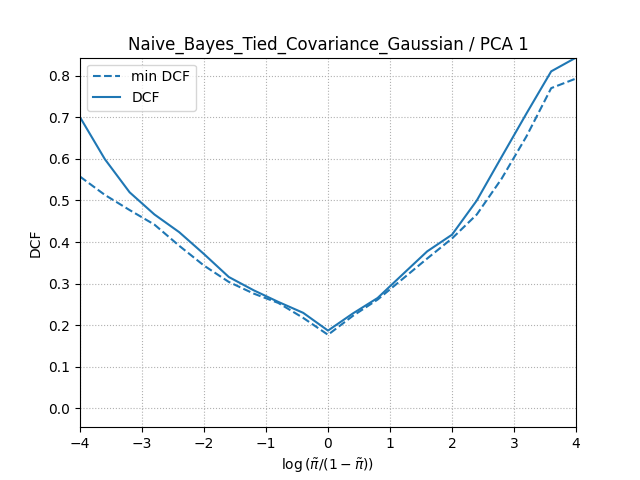 Naive_Bayes_Tied_Covariance_Gaussian / PCA 1
min DCF
DCF
0.8
0.7
0.6
0.5
0.4
0.3
0.2
0.1
0.0
DCF
−4 −3 −2 −1 0 1 2 3 4
log (π̃/(1 − π̃))